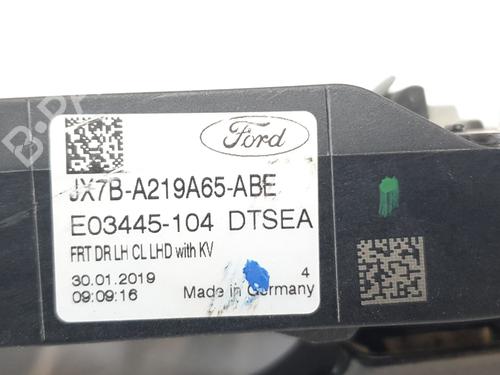 Ford
JX7B-A219A65-ABE
E03445-104 DTSEA
FRT DR LH CL LHD with KV
30.01.2019
09:09:16
4
Made in Germany